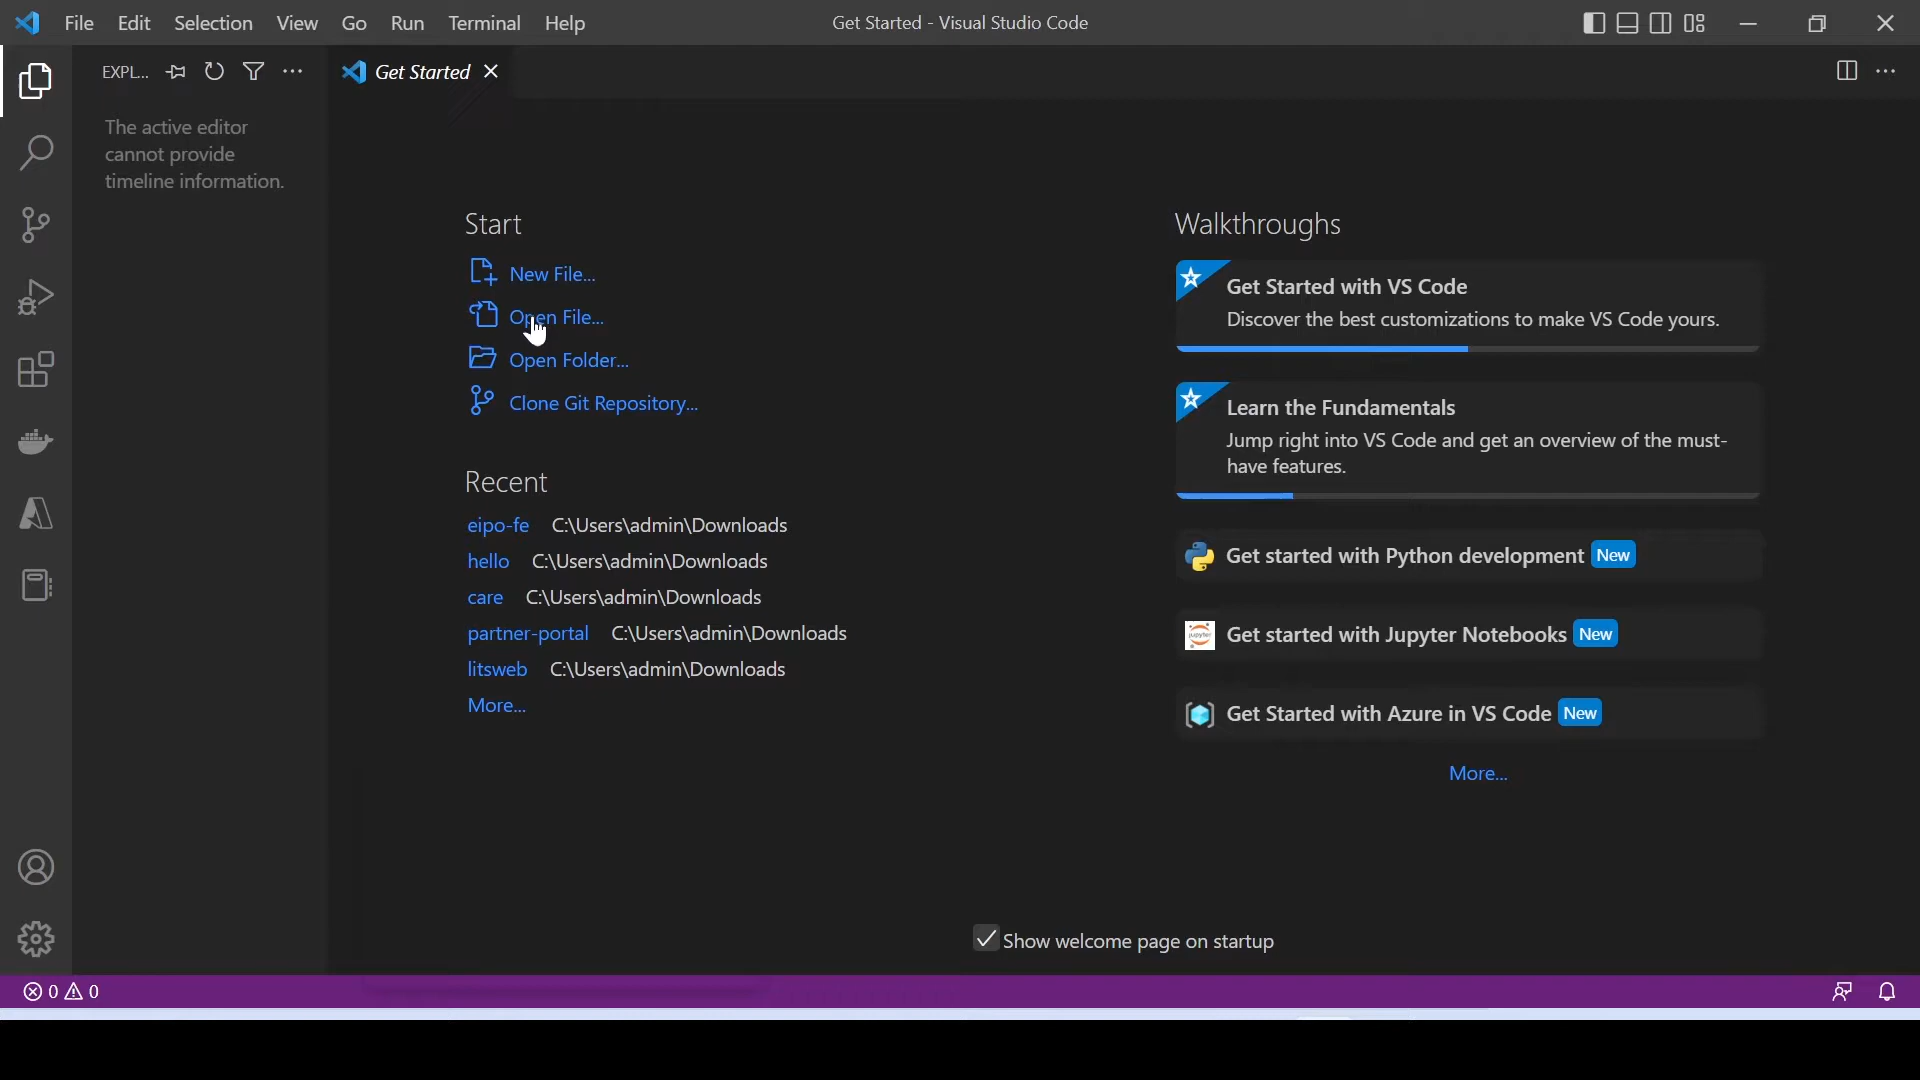 File Edit Selection View Go Run Terminal Help
Get Started - Visual Studio Code
EXPL...
Get Started
The active editor
cannot provide
timeline information.
Start
New File...
Open File...
Open Folder...
Clone Git Repository...
Recent
eipo-fe C:\Users\admin\Downloads
hello C:\Users\admin\Downloads
care C:\Users\admin\Downloads
partner-portal C:\Users\admin\Downloads
litsweb C:\Users\admin\Downloads
More...
Walkthroughs
Get Started with VS Code
Discover the best customizations to make VS Code yours.
Learn the Fundamentals
Jump right into VS Code and get an overview of the must-
have features.
Get started with Python development New
jupyter Get started with Jupyter Notebooks New
Get Started with Azure in VS Code New
More...
Show welcome page on startup
0 0